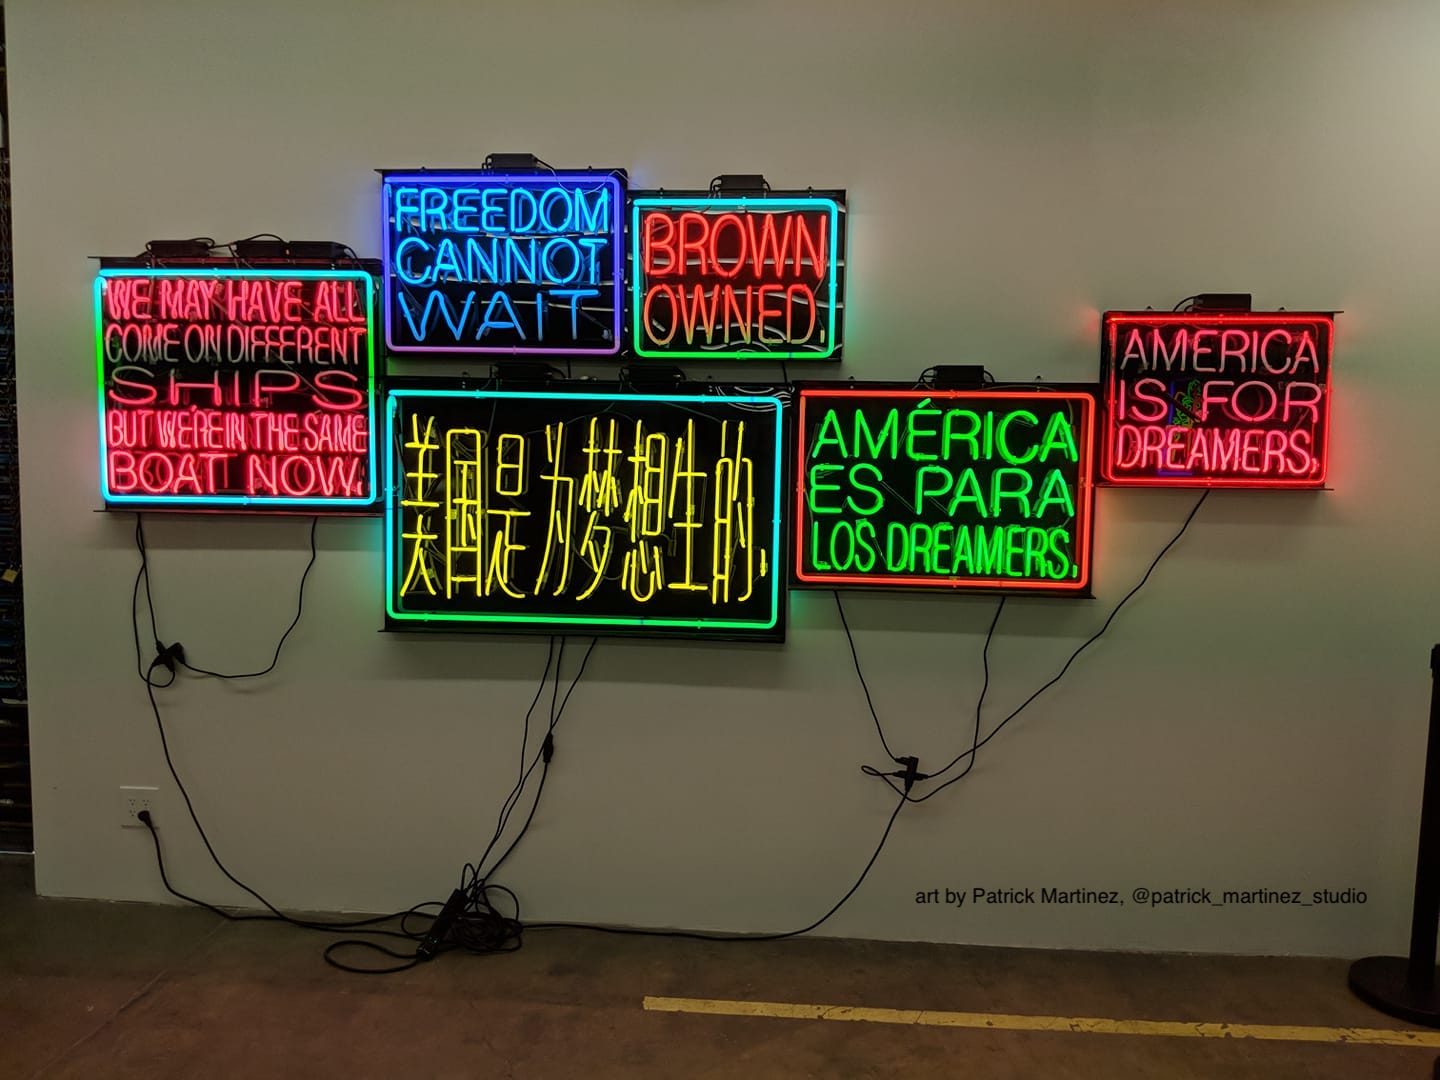 WE MAY HAVE ALL
COME ON DIFFERENT
SHIPS
BUT WE'RE IN THE SAME
BOAT NOW.
FREEDOM
CANNOT
WAIT
BROWN
OWNED.
美国是为梦想生的.
AMÉRICA
ES PARA
LOS DREAMERS.
AMERICA
IS FOR
DREAMERS.
art by Patrick Martinez, @patrick_martinez_studio